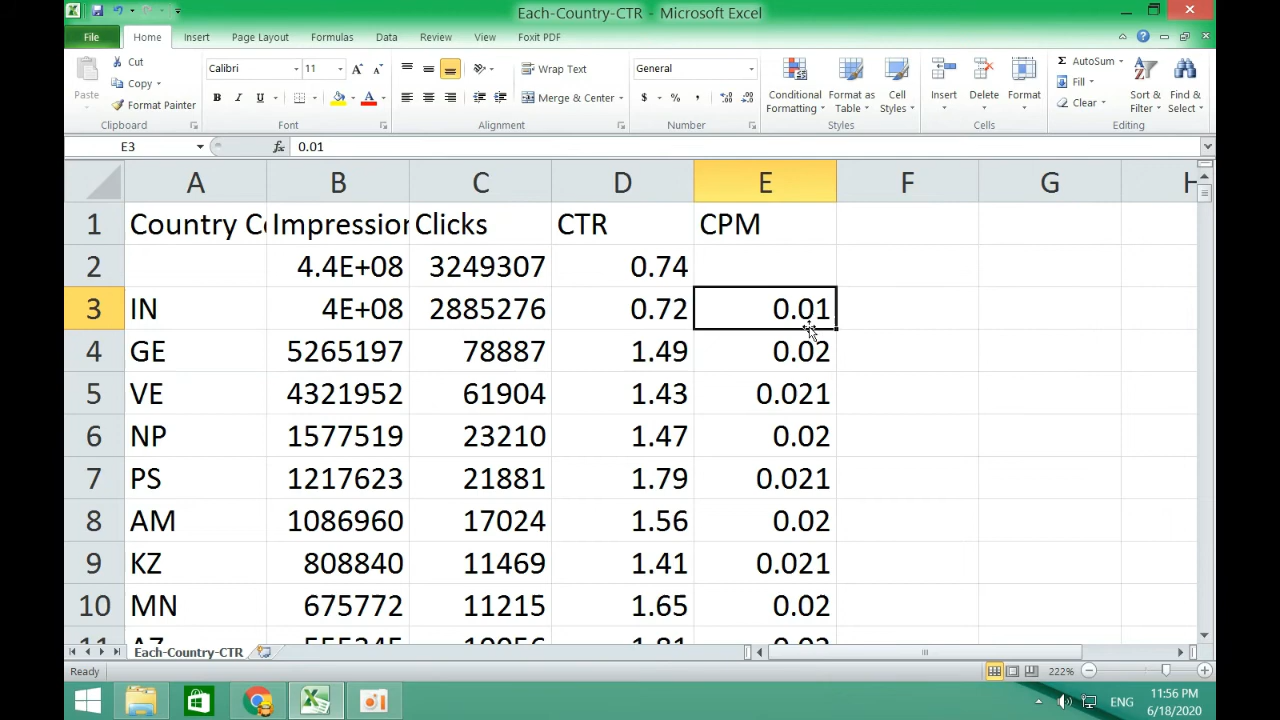 Each-Country-CTR - Microsoft Excel
File Home Insert Page Layout Formulas Data Review View Foxit PDF
Paste Cut Copy Format Painter
Calibri 11
B I U
Wrap Text
Merge & Center
General
$ % ,
Conditional Formatting Format as Table Cell Styles
Insert Delete Format
AutoSum Fill Clear
Sort & Filter Find & Select
Clipboard Font Alignment Number Styles Cells Editing
E3 fx 0.01
A B C D E F G H
1 Country Co Impression Clicks CTR CPM
2 4.4E+08 3249307 0.74
3 IN 4E+08 2885276 0.72 0.01
4 GE 5265197 78887 1.49 0.02
5 VE 4321952 61904 1.43 0.021
6 NP 1577519 23210 1.47 0.02
7 PS 1217623 21881 1.79 0.021
8 AM 1086960 17024 1.56 0.02
9 KZ 808840 11469 1.41 0.021
10 MN 675772 11215 1.65 0.02
Each-Country-CTR
Ready 222%
ENG 11:56 PM
6/18/2020